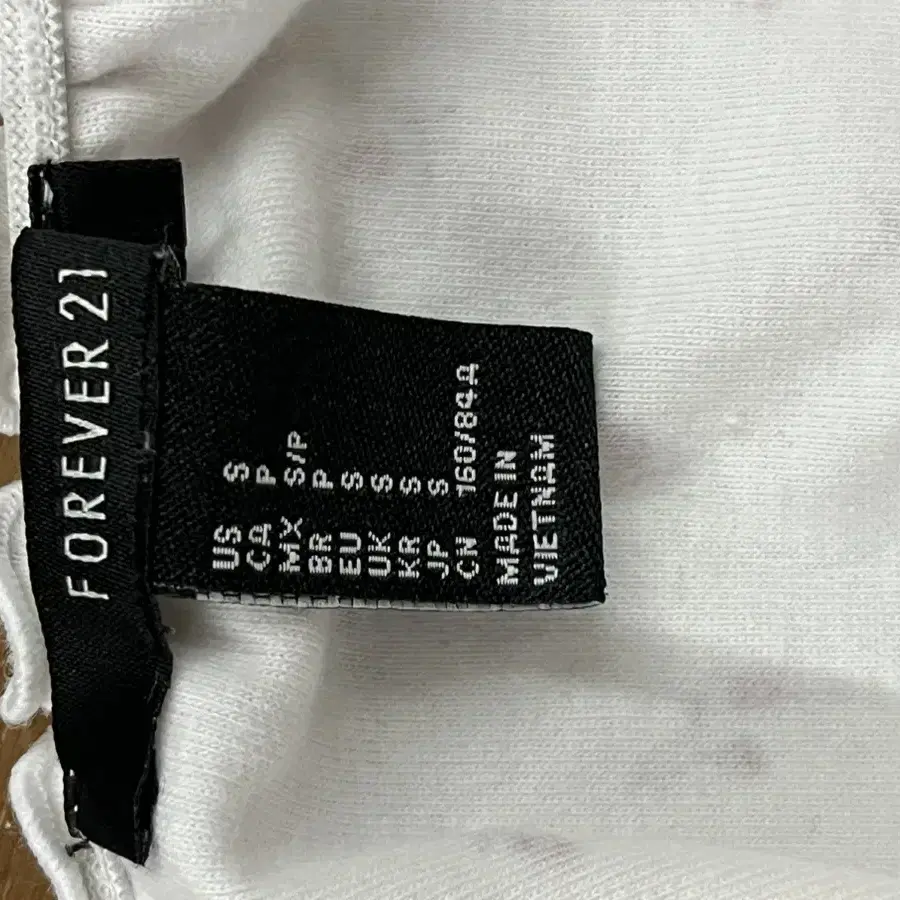 FOREVER 21
US S
CA P
MX S/P
BR P
EU S
UK S
KR S
JP S
CN 160/84A
MADE IN
VIETNAM